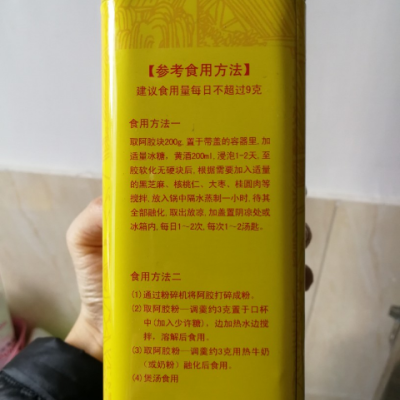 【参考食用方法】
建议食用量每日不超过9克
食用方法一
取阿胶块200g,置于带盖的容器里,加
适量冰糖,黄酒200ml,浸泡1-2天,至
胶软化无硬块后,根据需要加入适量
的黑芝麻、核桃仁、大枣、桂圆肉等
搅拌,放入锅中隔水蒸制一小时,待其
全部融化,取出放凉,加盖置阴凉处或
冰箱内,每日1~2次,每次1~2汤匙。
食用方法二
(1)通过粉碎机将阿胶打碎成粉。
(2)取阿胶粉一调羹约3克置于口杯
中(加入少许糖),边加热水边搅
拌,溶解后食用。
(3)取阿胶粉一调羹约3克用热牛奶
(或奶粉)融化后食用。
(4)煲汤食用